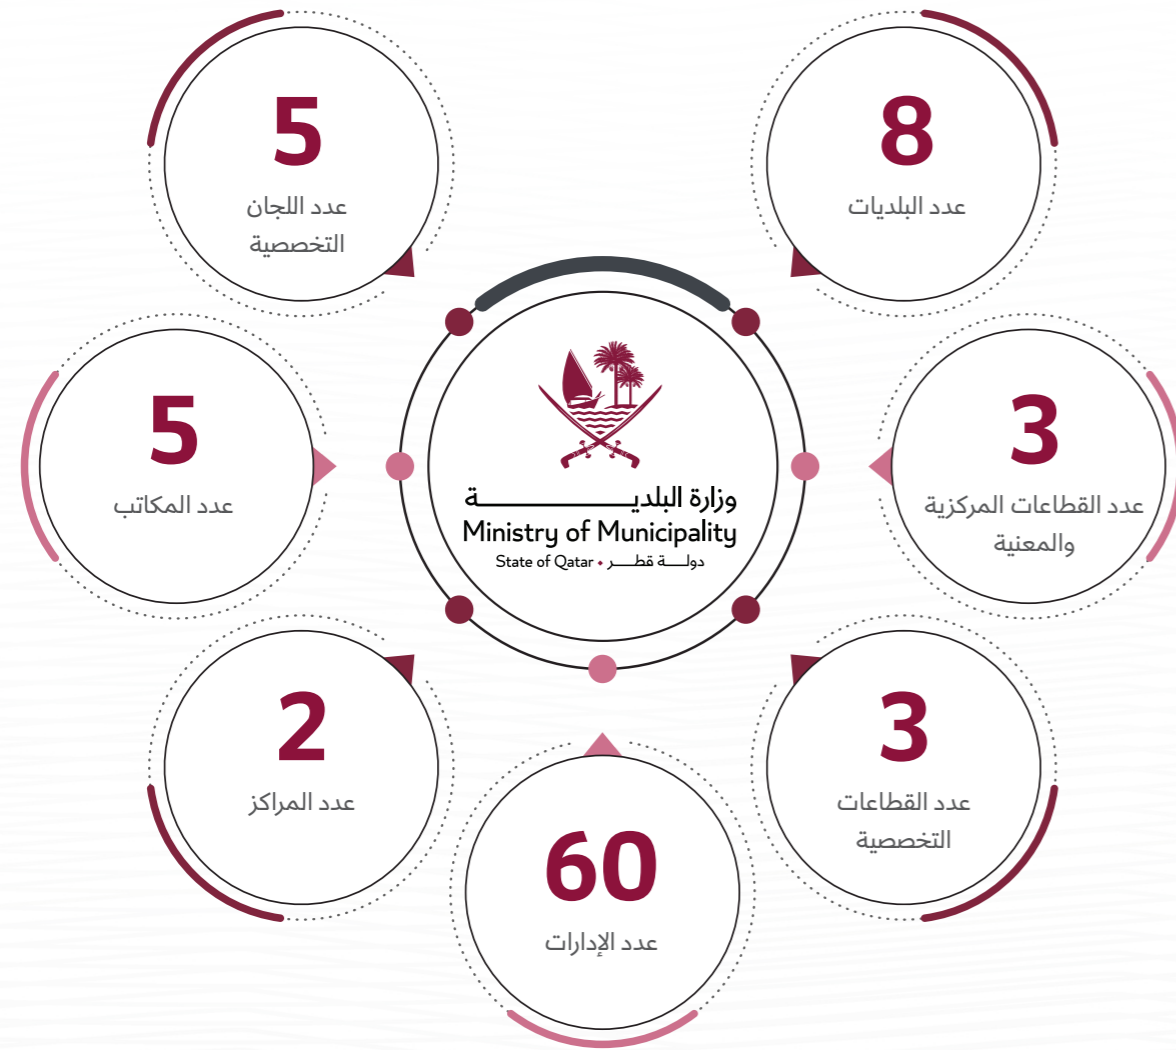 8
عدد البلديات
3
عدد القطاعات المركزية
والمعنية
3
عدد القطاعات
التخصصية
60
عدد الإدارات
2
عدد المراكز
5
عدد المكاتب
5
عدد اللجان
التخصصية
وزارة البلديــــــــــــــــــــة
Ministry of Municipality
دولــــة قطــــر • State of Qatar